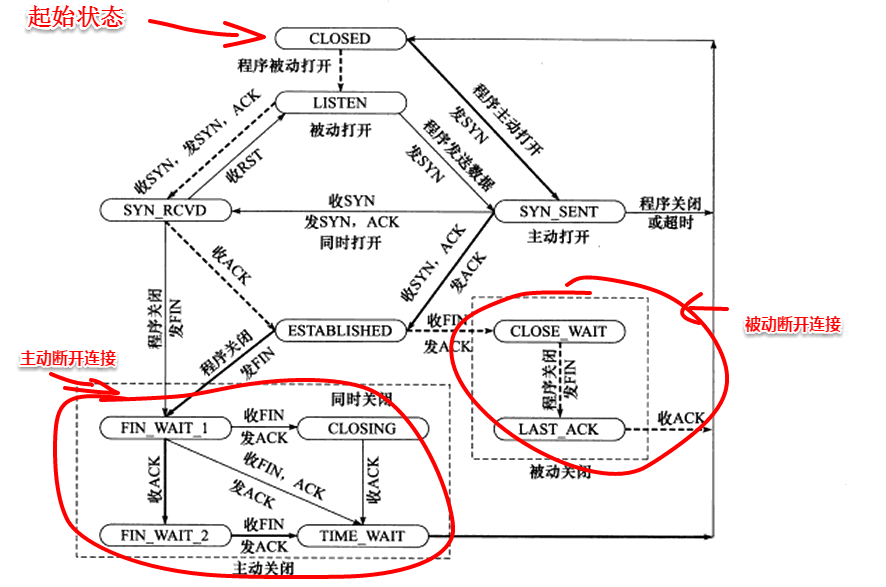 起始状态
CLOSED
程序被动打开
程序主动打开
发SYN
LISTEN
被动打开
收SYN，发SYN，ACK
收RST
程序发送数据
发SYN
SYN_RCVD
收SYN
发SYN，ACK
同时打开
SYN_SENT
主动打开
程序关闭
或超时
收ACK
收SYN，ACK
发ACK
程序关闭
发FIN
ESTABLISHED
收FIN
发ACK
CLOSE_WAIT
被动断开连接
程序关闭
发FIN
主动断开连接
程序关闭
发FIN
同时关闭
LAST_ACK
收ACK
被动关闭
FIN_WAIT_1
收FIN
发ACK
CLOSING
收ACK
收FIN，ACK
发ACK
收ACK
FIN_WAIT_2
收FIN
发ACK
TIME_WAIT
主动关闭